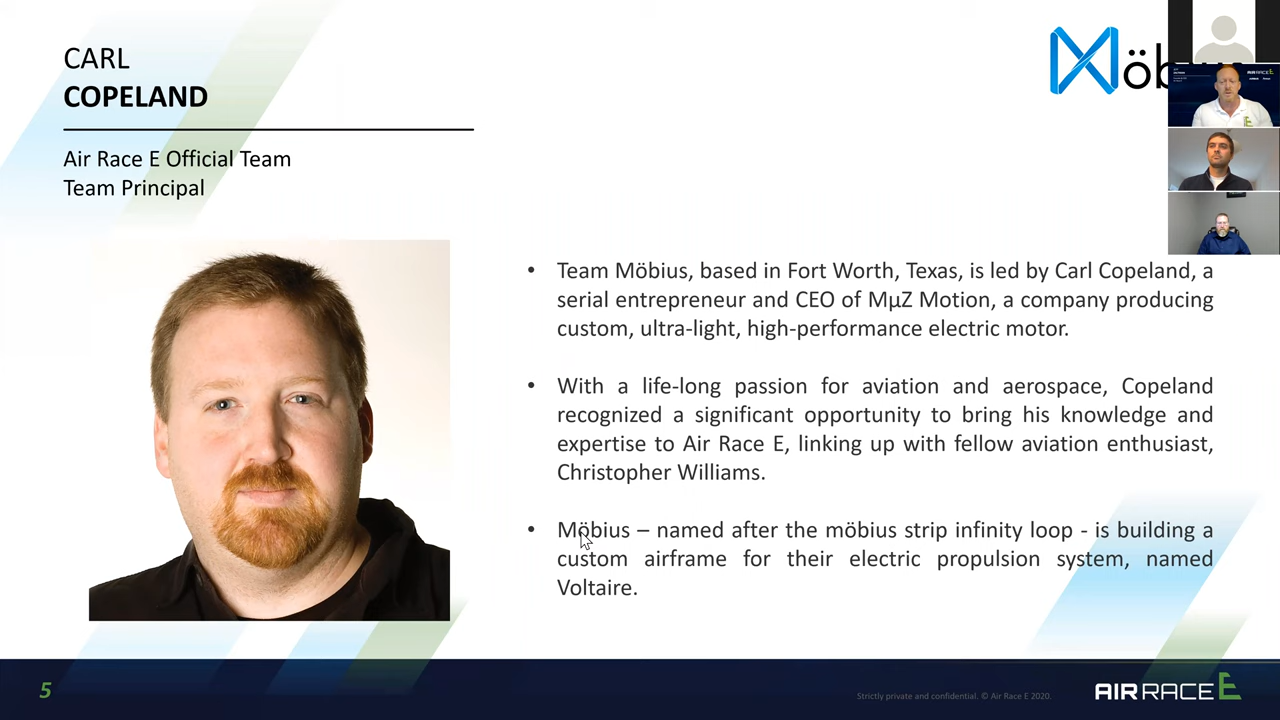 CARL
COPELAND
Air Race E Official Team
Team Principal
Möb
• Team Möbius, based in Fort Worth, Texas, is led by Carl Copeland, a
serial entrepreneur and CEO of MµZ Motion, a company producing
custom, ultra-light, high-performance electric motor.
• With a life-long passion for aviation and aerospace, Copeland
recognized a significant opportunity to bring his knowledge and
expertise to Air Race E, linking up with fellow aviation enthusiast,
Christopher Williams.
• Möbius – named after the möbius strip infinity loop - is building a
custom airframe for their electric propulsion system, named
Voltaire.
5
Strictly private and confidential. © Air Race E 2020.
AIR RACE E
AIR RACE E